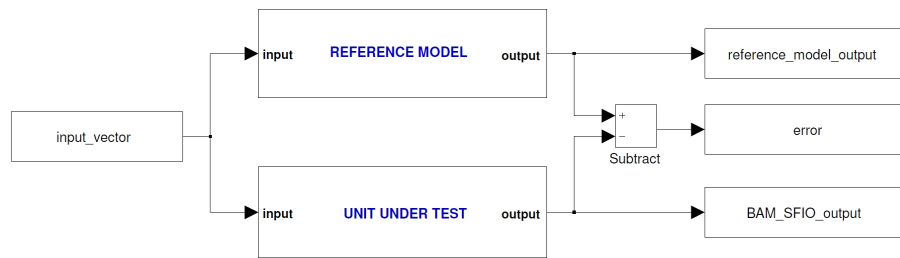 REFERENCE MODEL
input
output
reference_model_output
input_vector
+
−
Subtract
error
UNIT UNDER TEST
input
output
BAM_SFIO_output